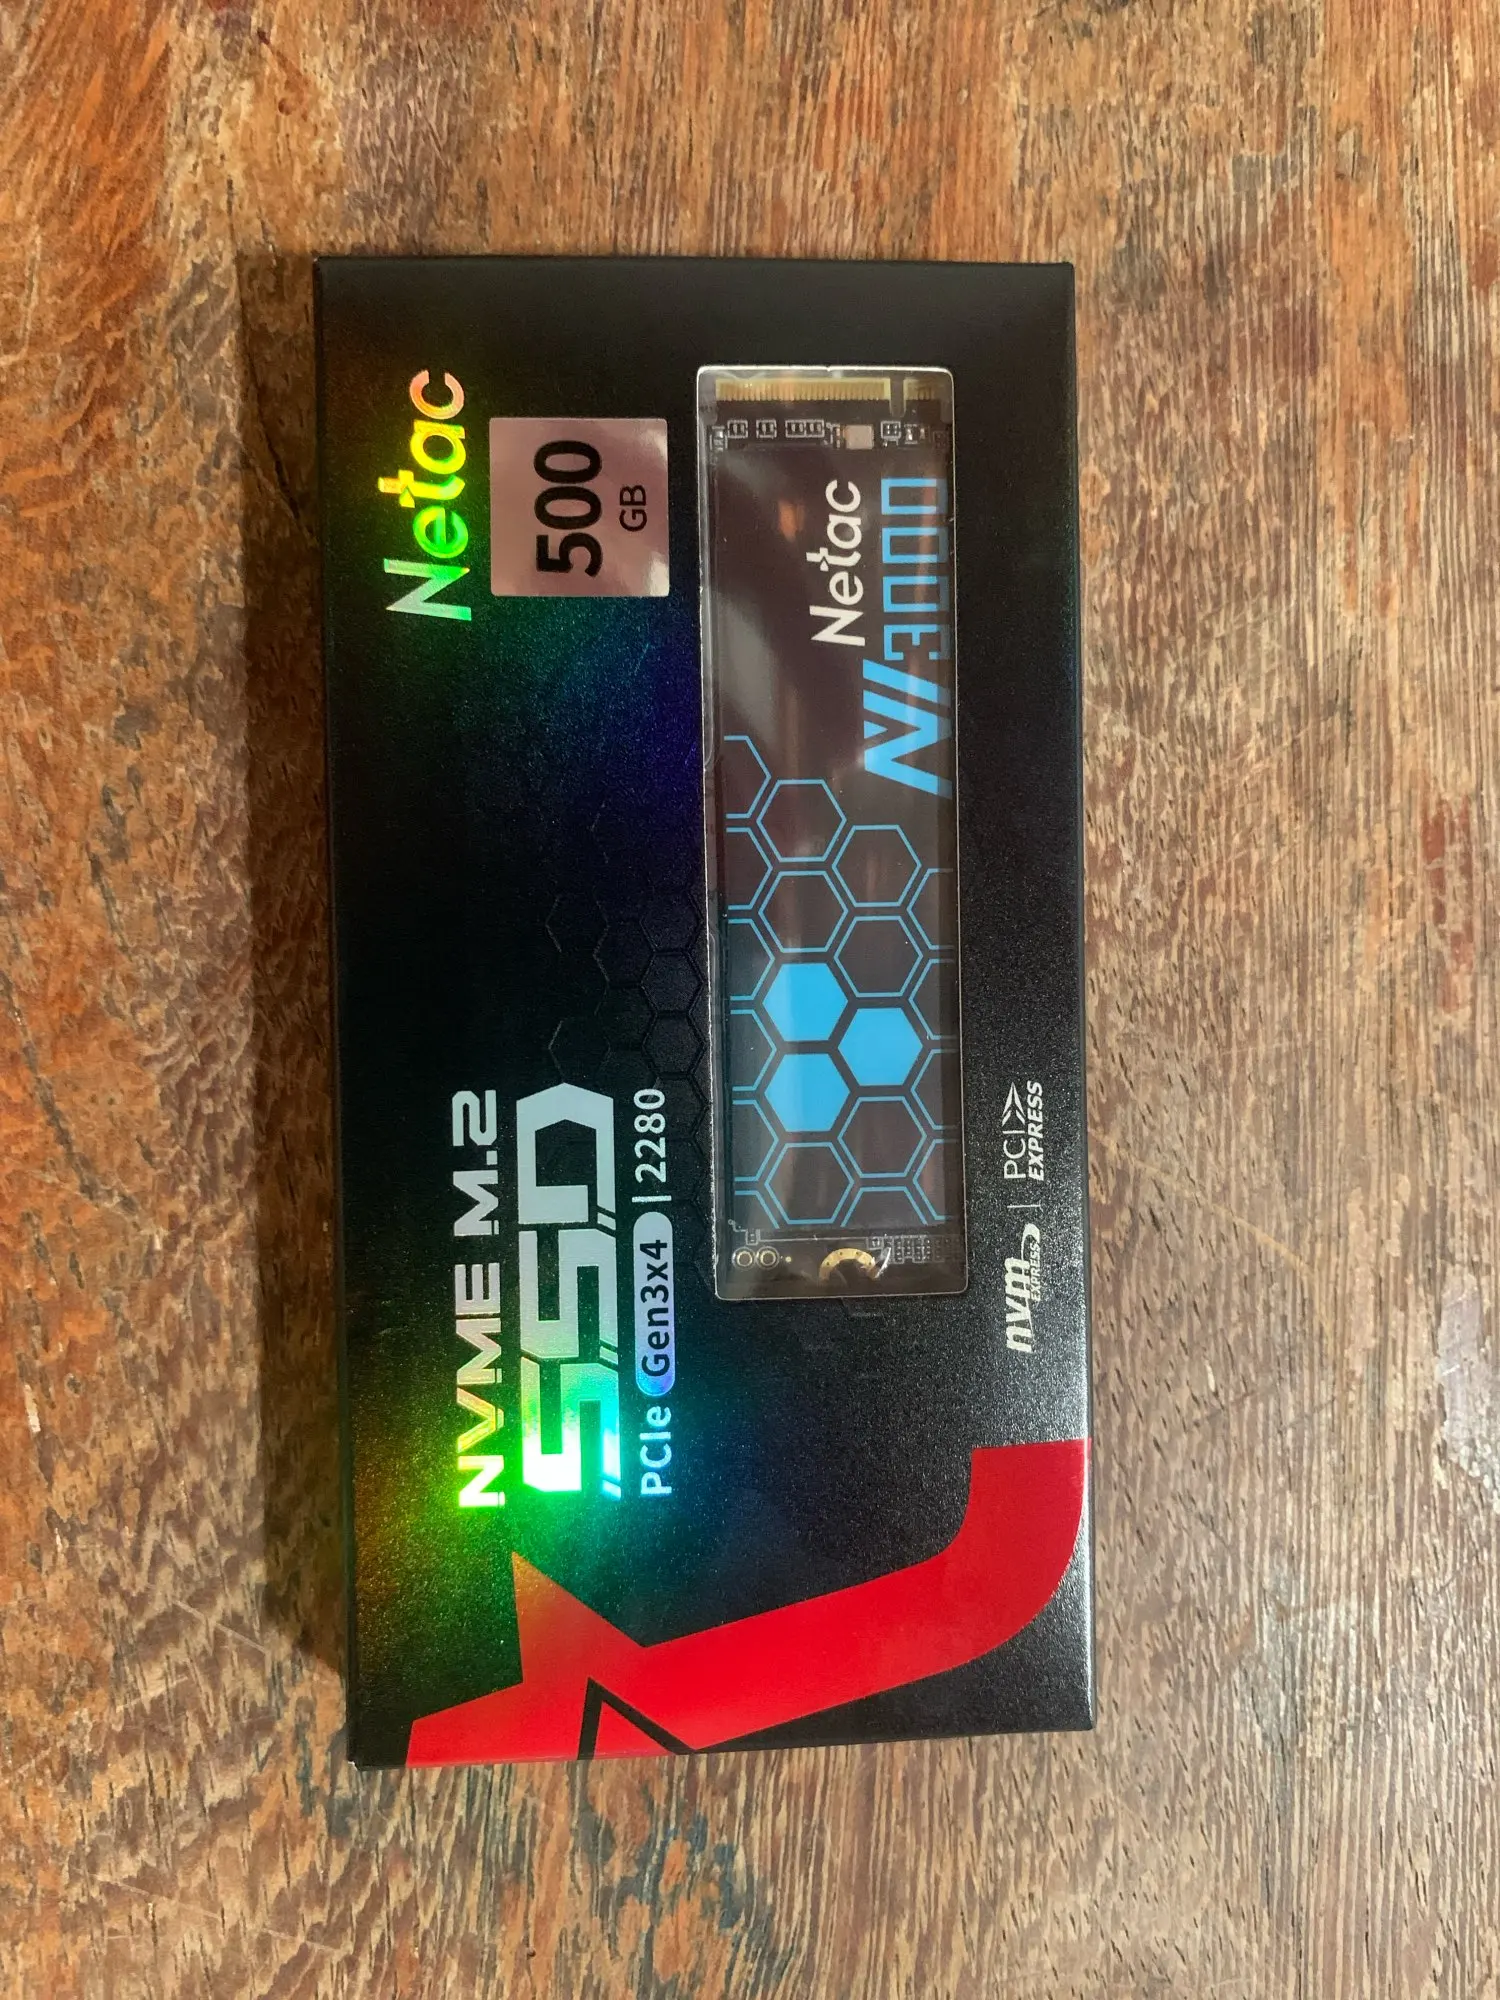 Netac
500
GB
NVME M.2
SSD
PCIe Gen3x4 | 2280
Netac
NV3000
nvm
EXPRESS
PCI
EXPRESS